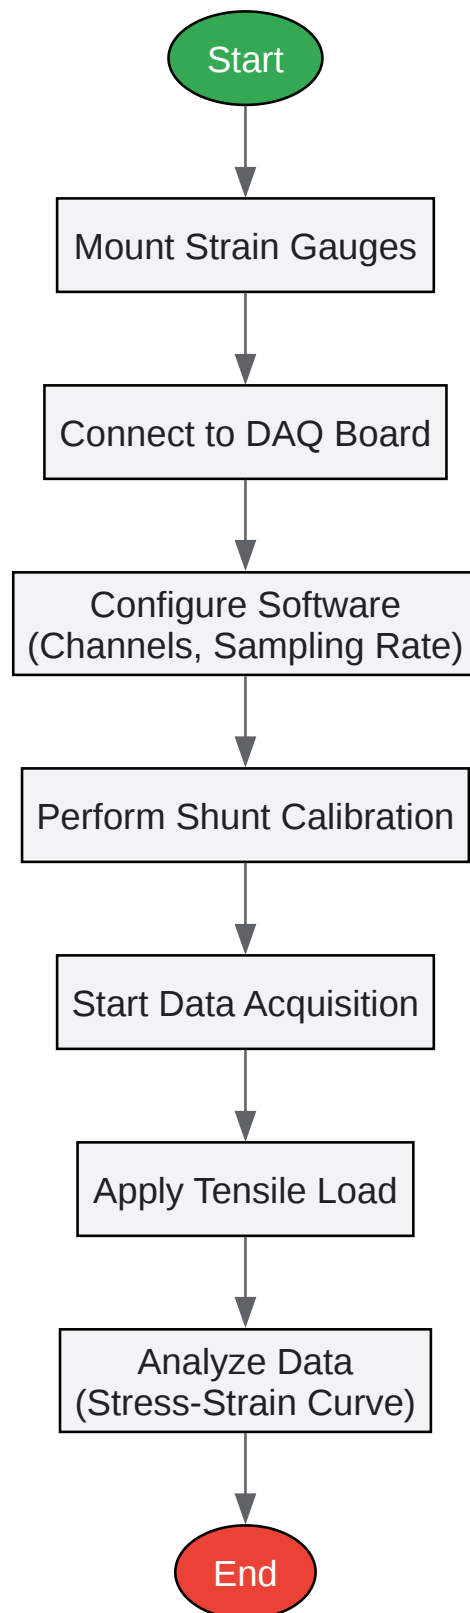 Start
Mount Strain Gauges
Connect to DAQ Board
Configure Software
(Channels, Sampling Rate)
Perform Shunt Calibration
Start Data Acquisition
Apply Tensile Load
Analyze Data
(Stress-Strain Curve)
End